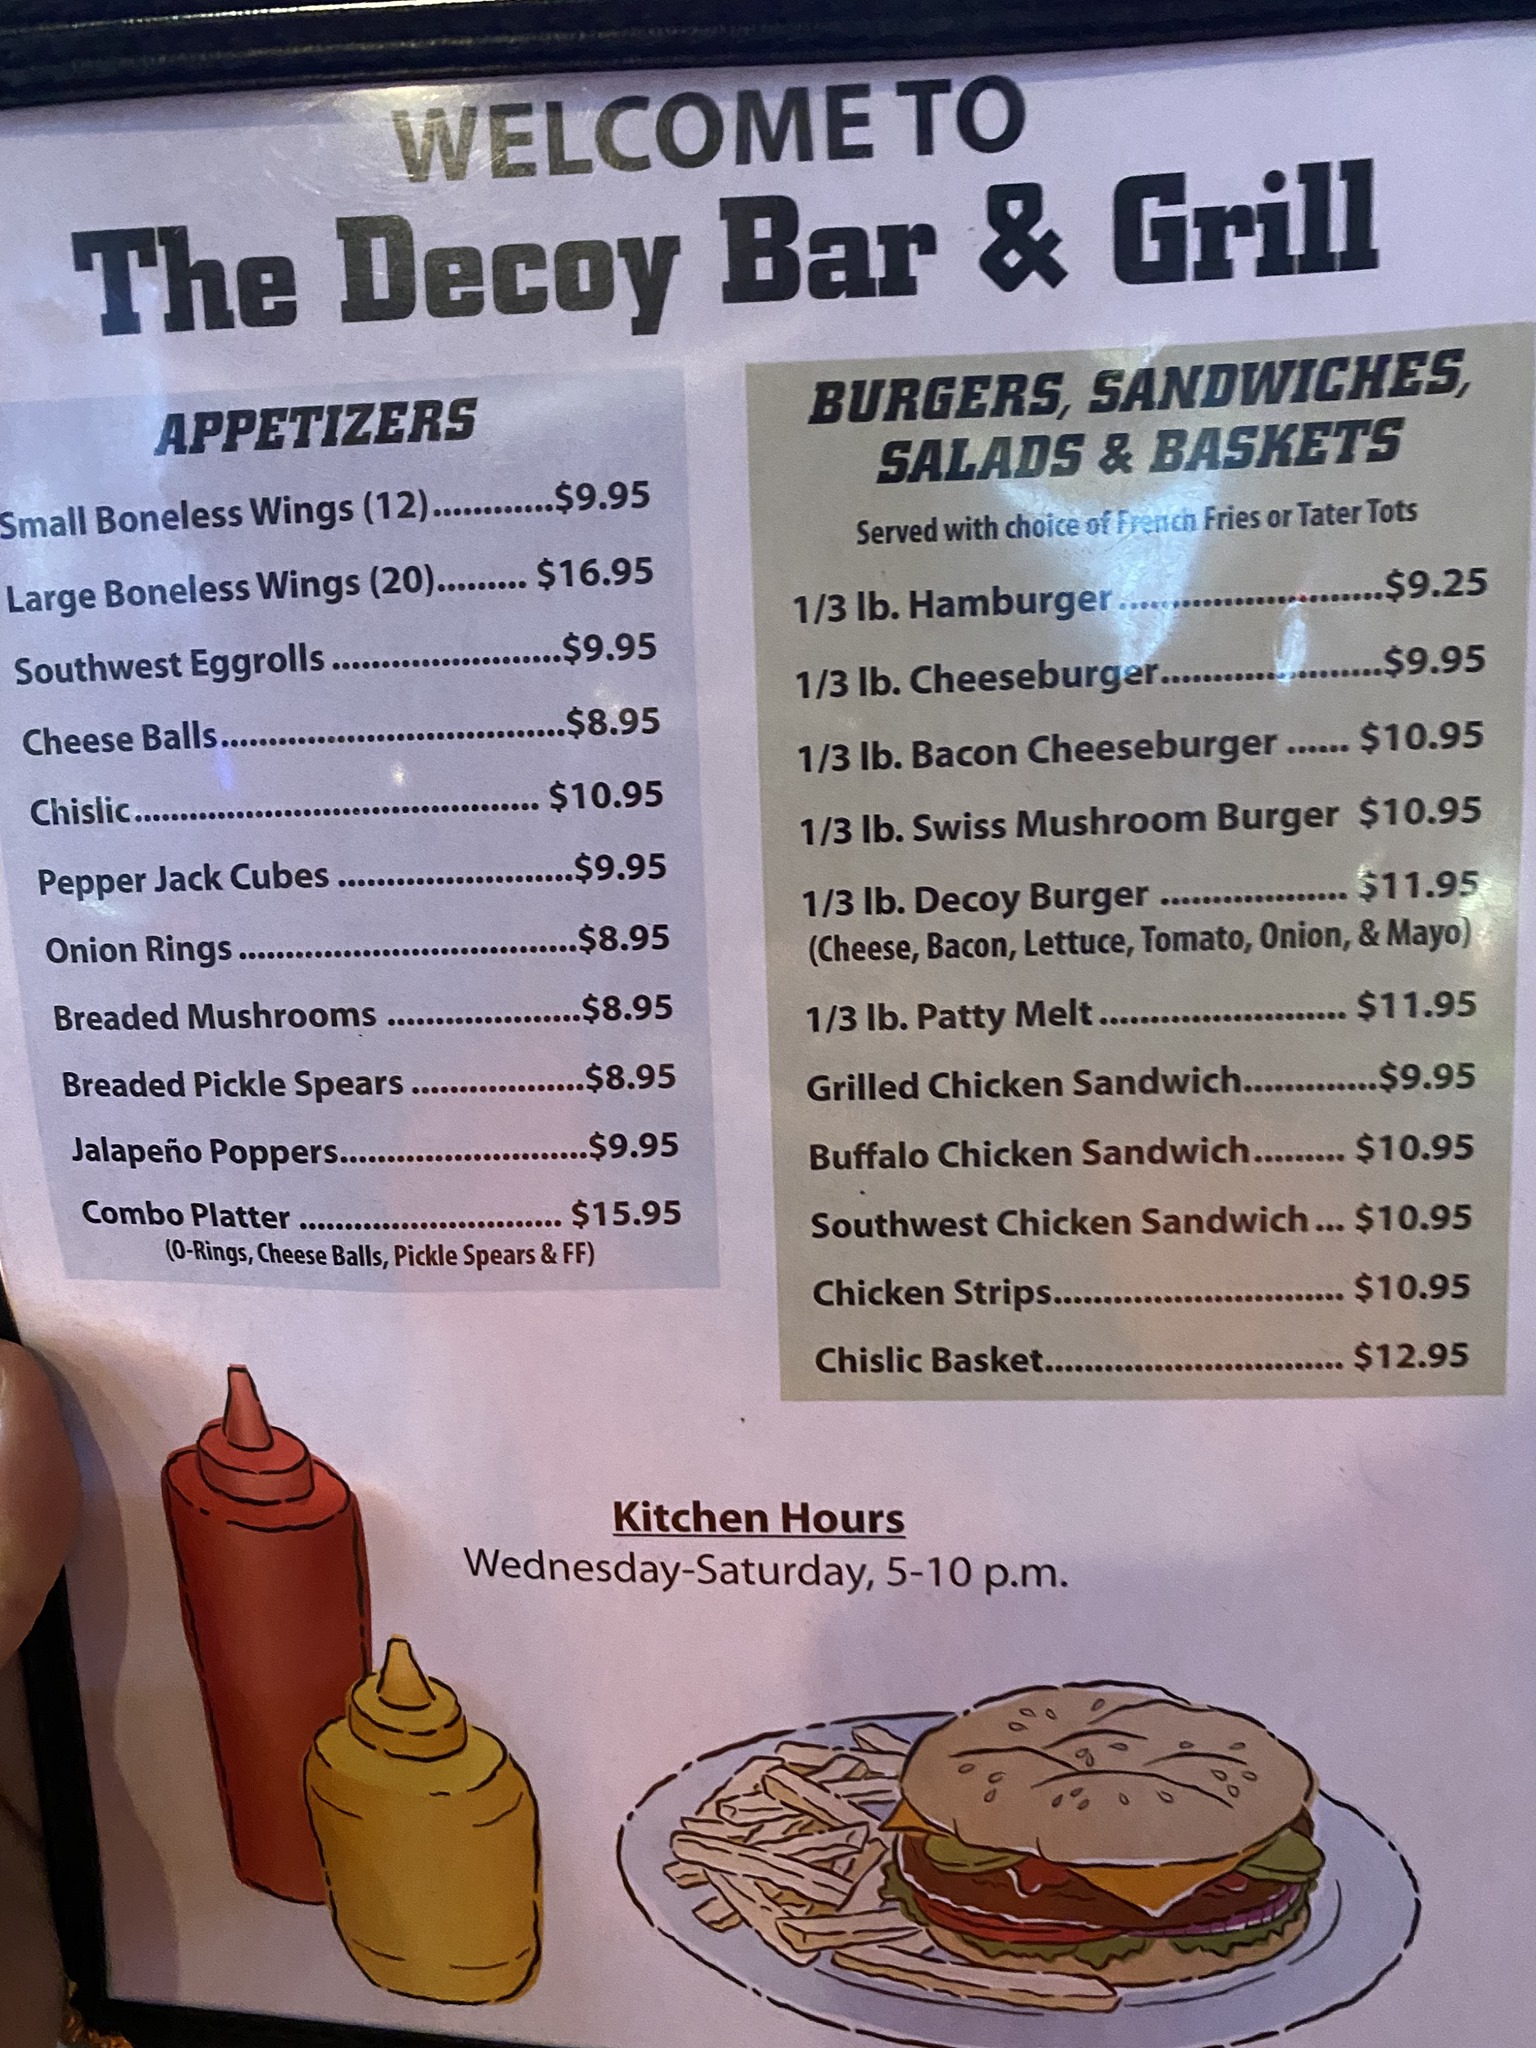 WELCOME TO
The Decoy Bar & Grill
APPETIZERS
Small Boneless Wings (12)............$9.95
Large Boneless Wings (20)......... $16.95
Southwest Eggrolls ........................$9.95
Cheese Balls....................................$8.95
Chislic.......................................... $10.95
Pepper Jack Cubes ........................$9.95
Onion Rings ...................................$8.95
Breaded Mushrooms ....................$8.95
Breaded Pickle Spears ..................$8.95
Jalapeño Poppers..........................$9.95
Combo Platter ........................... $15.95
(O-Rings, Cheese Balls, Pickle Spears & FF)
BURGERS, SANDWICHES,
SALADS & BASKETS
Served with choice of French Fries or Tater Tots
1/3 lb. Hamburger............................$9.25
1/3 lb. Cheeseburger.......................$9.95
1/3 lb. Bacon Cheeseburger ...... $10.95
1/3 lb. Swiss Mushroom Burger $10.95
1/3 lb. Decoy Burger ................... $11.95
(Cheese, Bacon, Lettuce, Tomato, Onion, & Mayo)
1/3 lb. Patty Melt......................... $11.95
Grilled Chicken Sandwich.............$9.95
Buffalo Chicken Sandwich......... $10.95
Southwest Chicken Sandwich... $10.95
Chicken Strips............................. $10.95
Chislic Basket.............................. $12.95
Kitchen Hours
Wednesday-Saturday, 5-10 p.m.